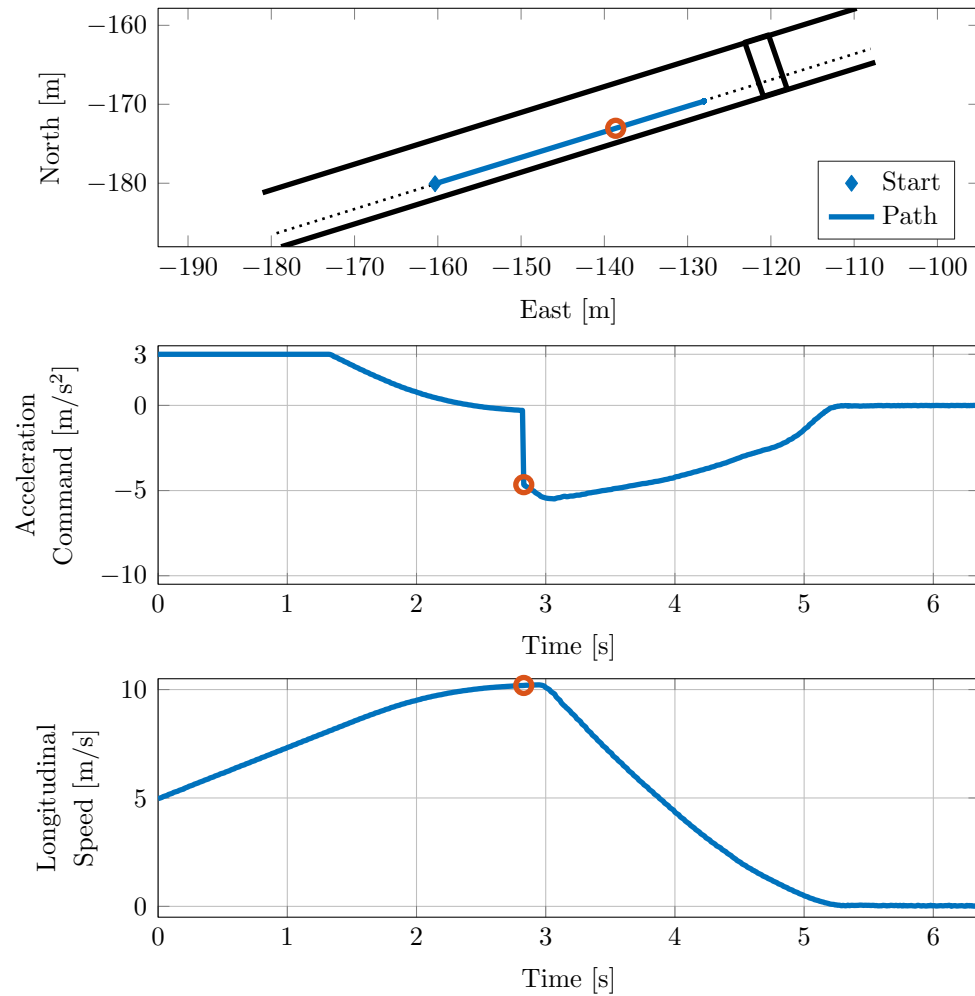 −160
−170
−180
North [m]
Start
Path
−190 −180 −170 −160 −150 −140 −130 −120 −110 −100
East [m]
3
0
−5
−10
Acceleration
Command [m/s²]
0 1 2 3 4 5 6
Time [s]
10
5
0
Longitudinal
Speed [m/s]
0 1 2 3 4 5 6
Time [s]